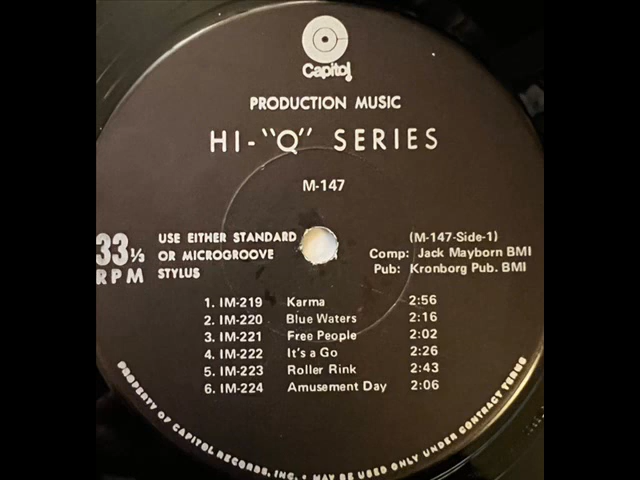 Capitol
PRODUCTION MUSIC
HI-"Q" SERIES
M-147
33 1/3
RPM
USE EITHER STANDARD
OR MICROGROOVE
STYLUS
(M-147-Side-1)
Comp: Jack Mayborn BMI
Pub: Kronborg Pub. BMI
1. IM-219 Karma 2:56
2. IM-220 Blue Waters 2:16
3. IM-221 Free People 2:02
4. IM-222 It's a Go 2:26
5. IM-223 Roller Rink 2:43
6. IM-224 Amusement Day 2:06
PROPERTY OF CAPITOL RECORDS, INC. • MAY BE USED ONLY UNDER CONTRACT TERMS